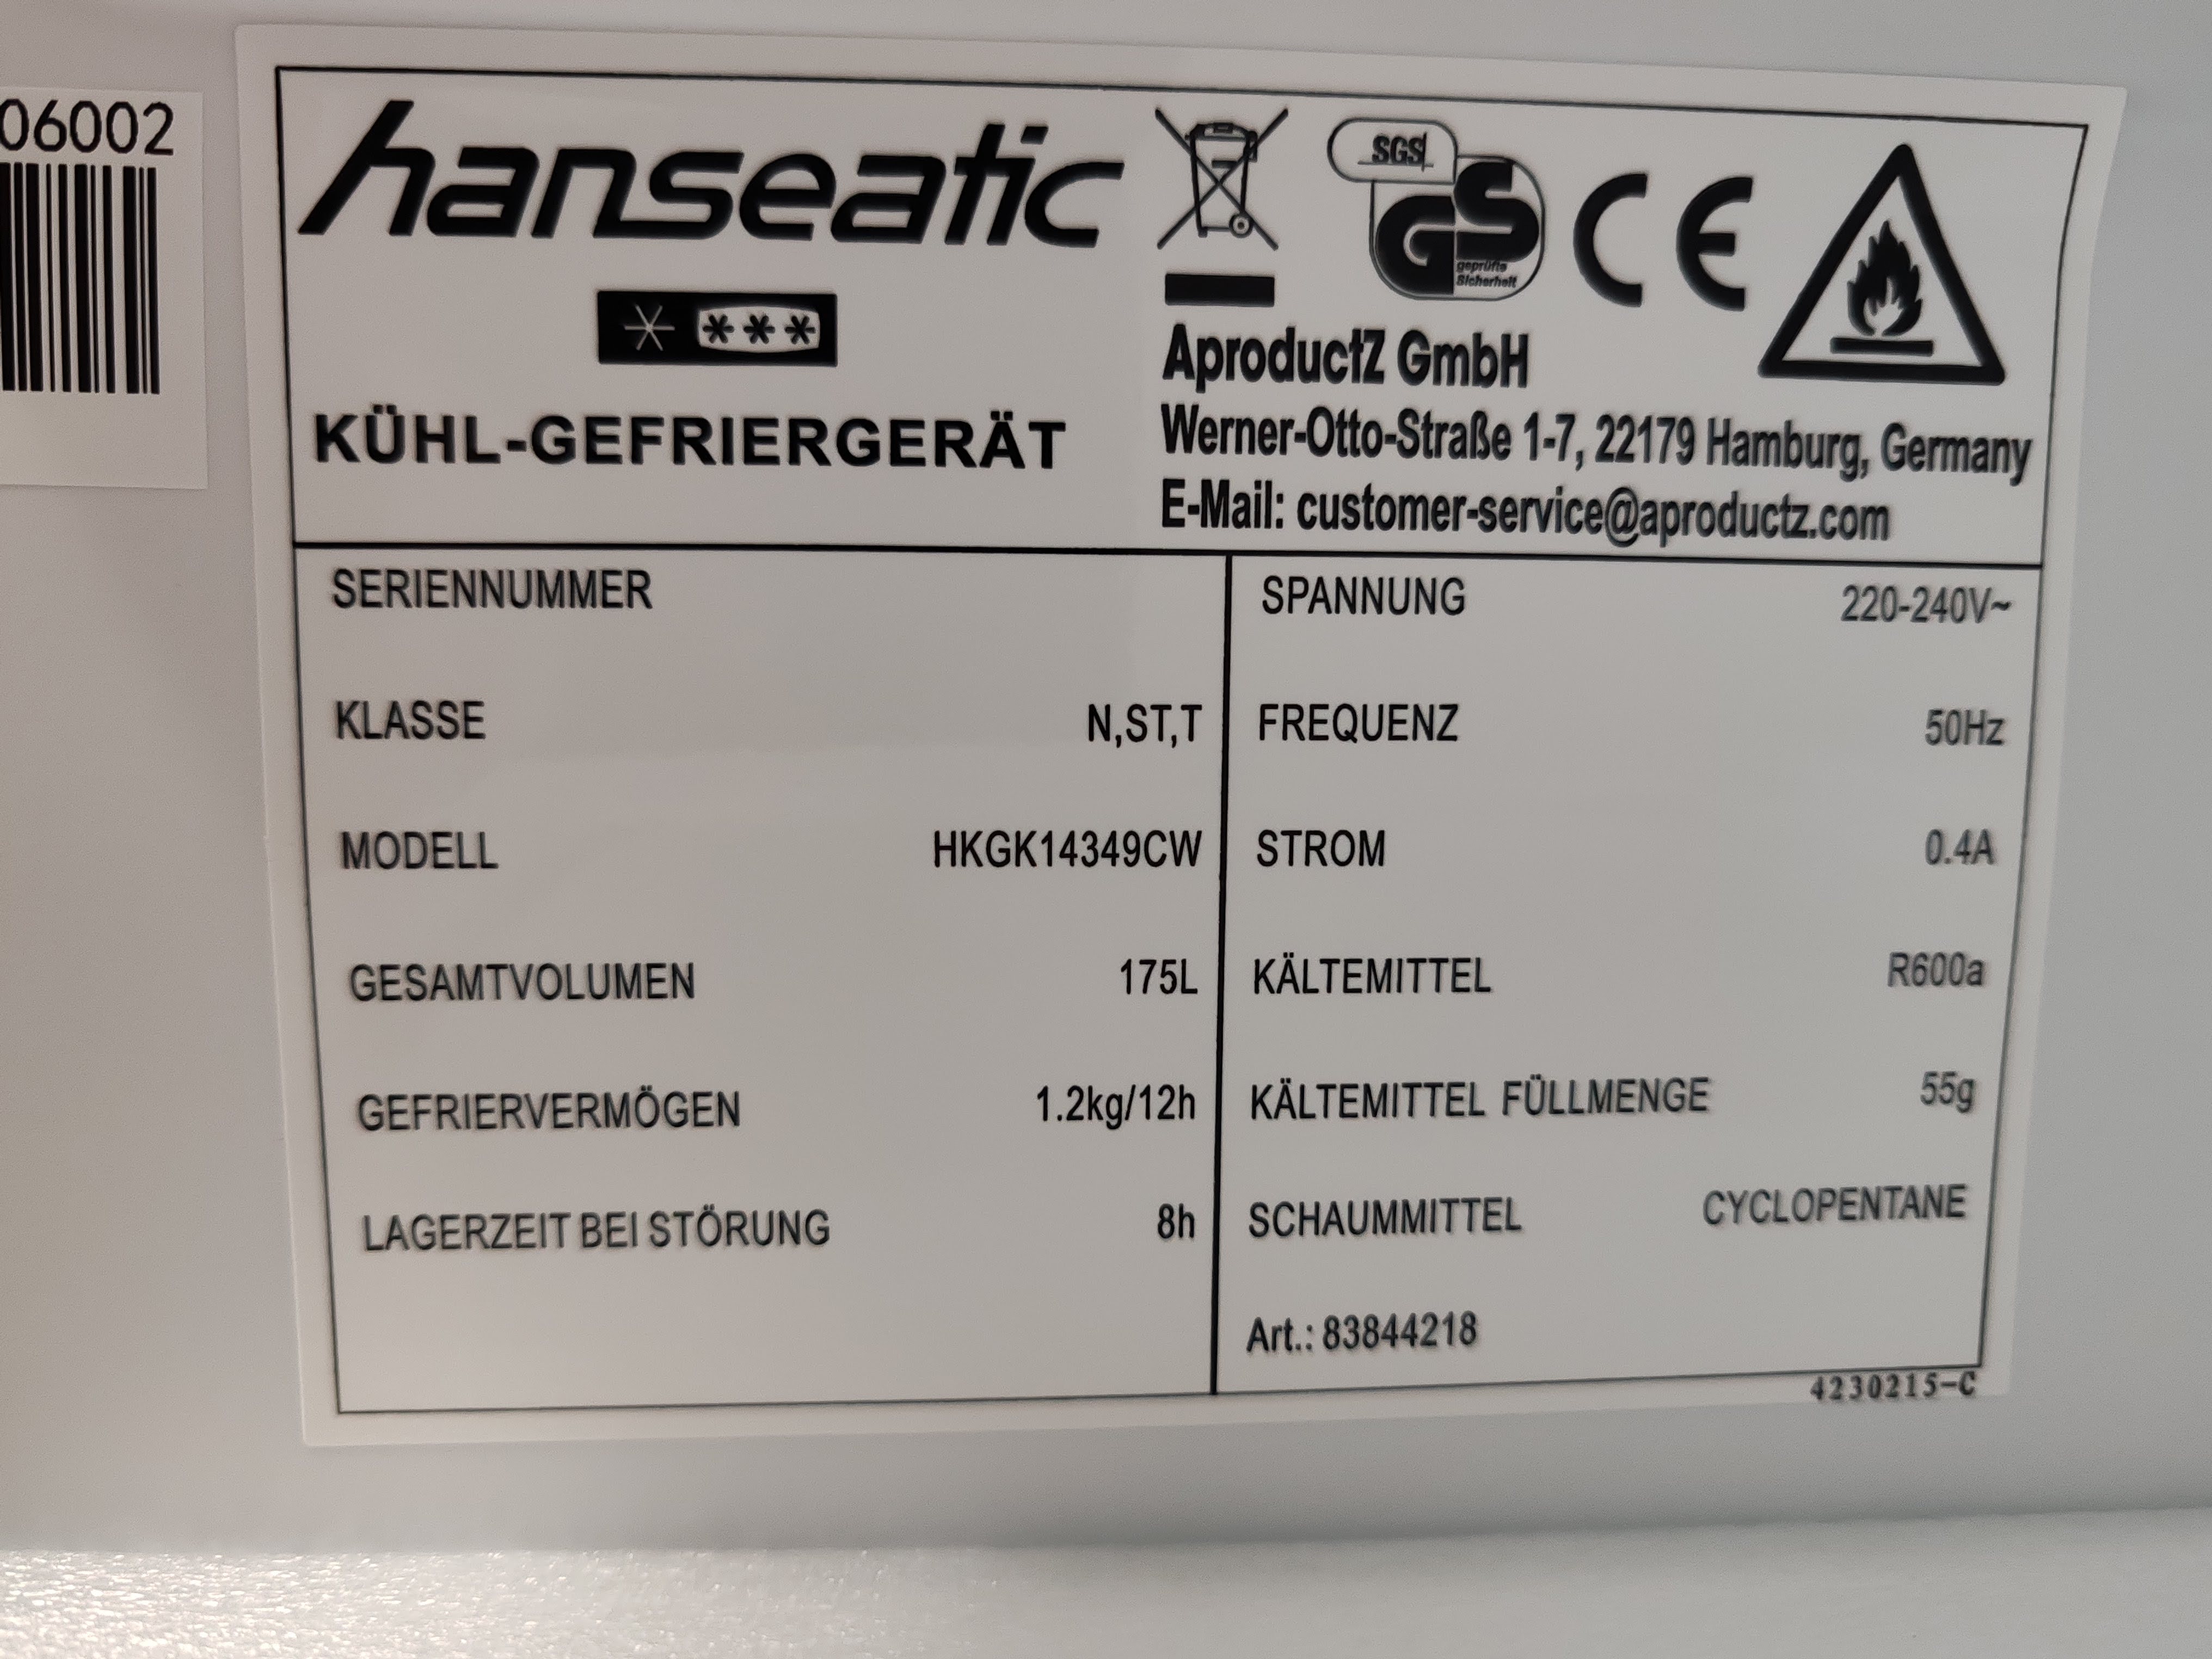 06002
hanseatic
SGS
GS
geprüfte
Sicherheit
CE
KÜHL-GEFRIERGERÄT
AproductZ GmbH
Werner-Otto-Straße 1-7, 22179 Hamburg, Germany
E-Mail: customer-service@aproductz.com
SERIENNUMMER
KLASSE N,ST,T
MODELL HKGK14349CW
GESAMTVOLUMEN 175L
GEFRIERVERMÖGEN 1.2kg/12h
LAGERZEIT BEI STÖRUNG 8h
SPANNUNG 220-240V~
FREQUENZ 50Hz
STROM 0.4A
KÄLTEMITTEL R600a
KÄLTEMITTEL FÜLLMENGE 55g
SCHAUMMITTEL CYCLOPENTANE
Art.: 83844218
4230215-C